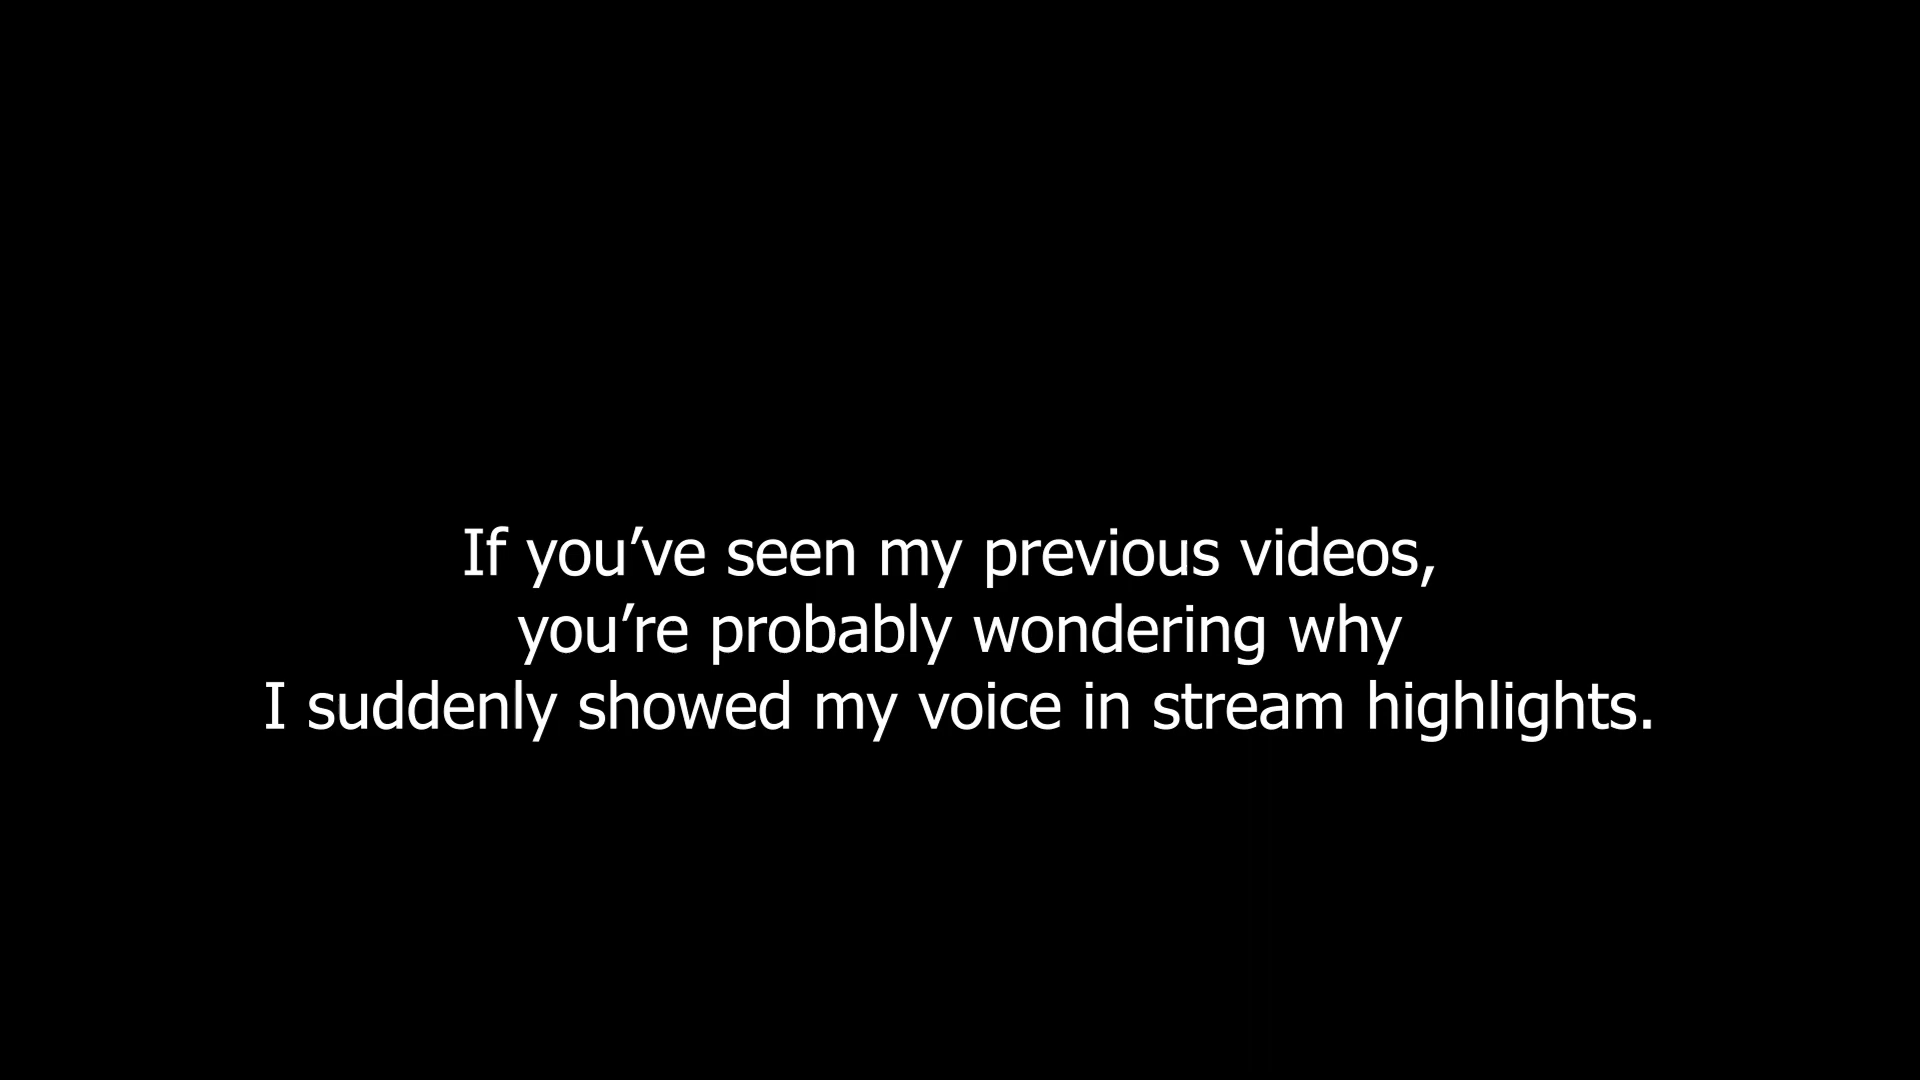 If you’ve seen my previous videos,
you’re probably wondering why
I suddenly showed my voice in stream highlights.